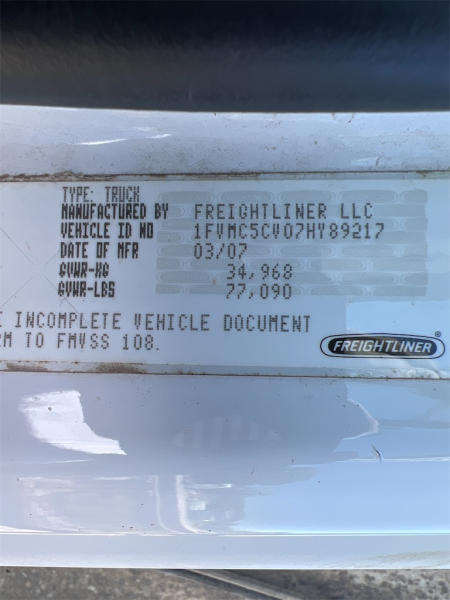 TYPE: TRUCK
MANUFACTURED BY FREIGHTLINER LLC
VEHICLE ID NO 1FVMC5CV07HY89217
DATE OF MFR 03/07
GVWR-KG 34,968
GVWR-LBS 77,090
INCOMPLETE VEHICLE DOCUMENT
TO FMVSS 108.
FREIGHTLINER®